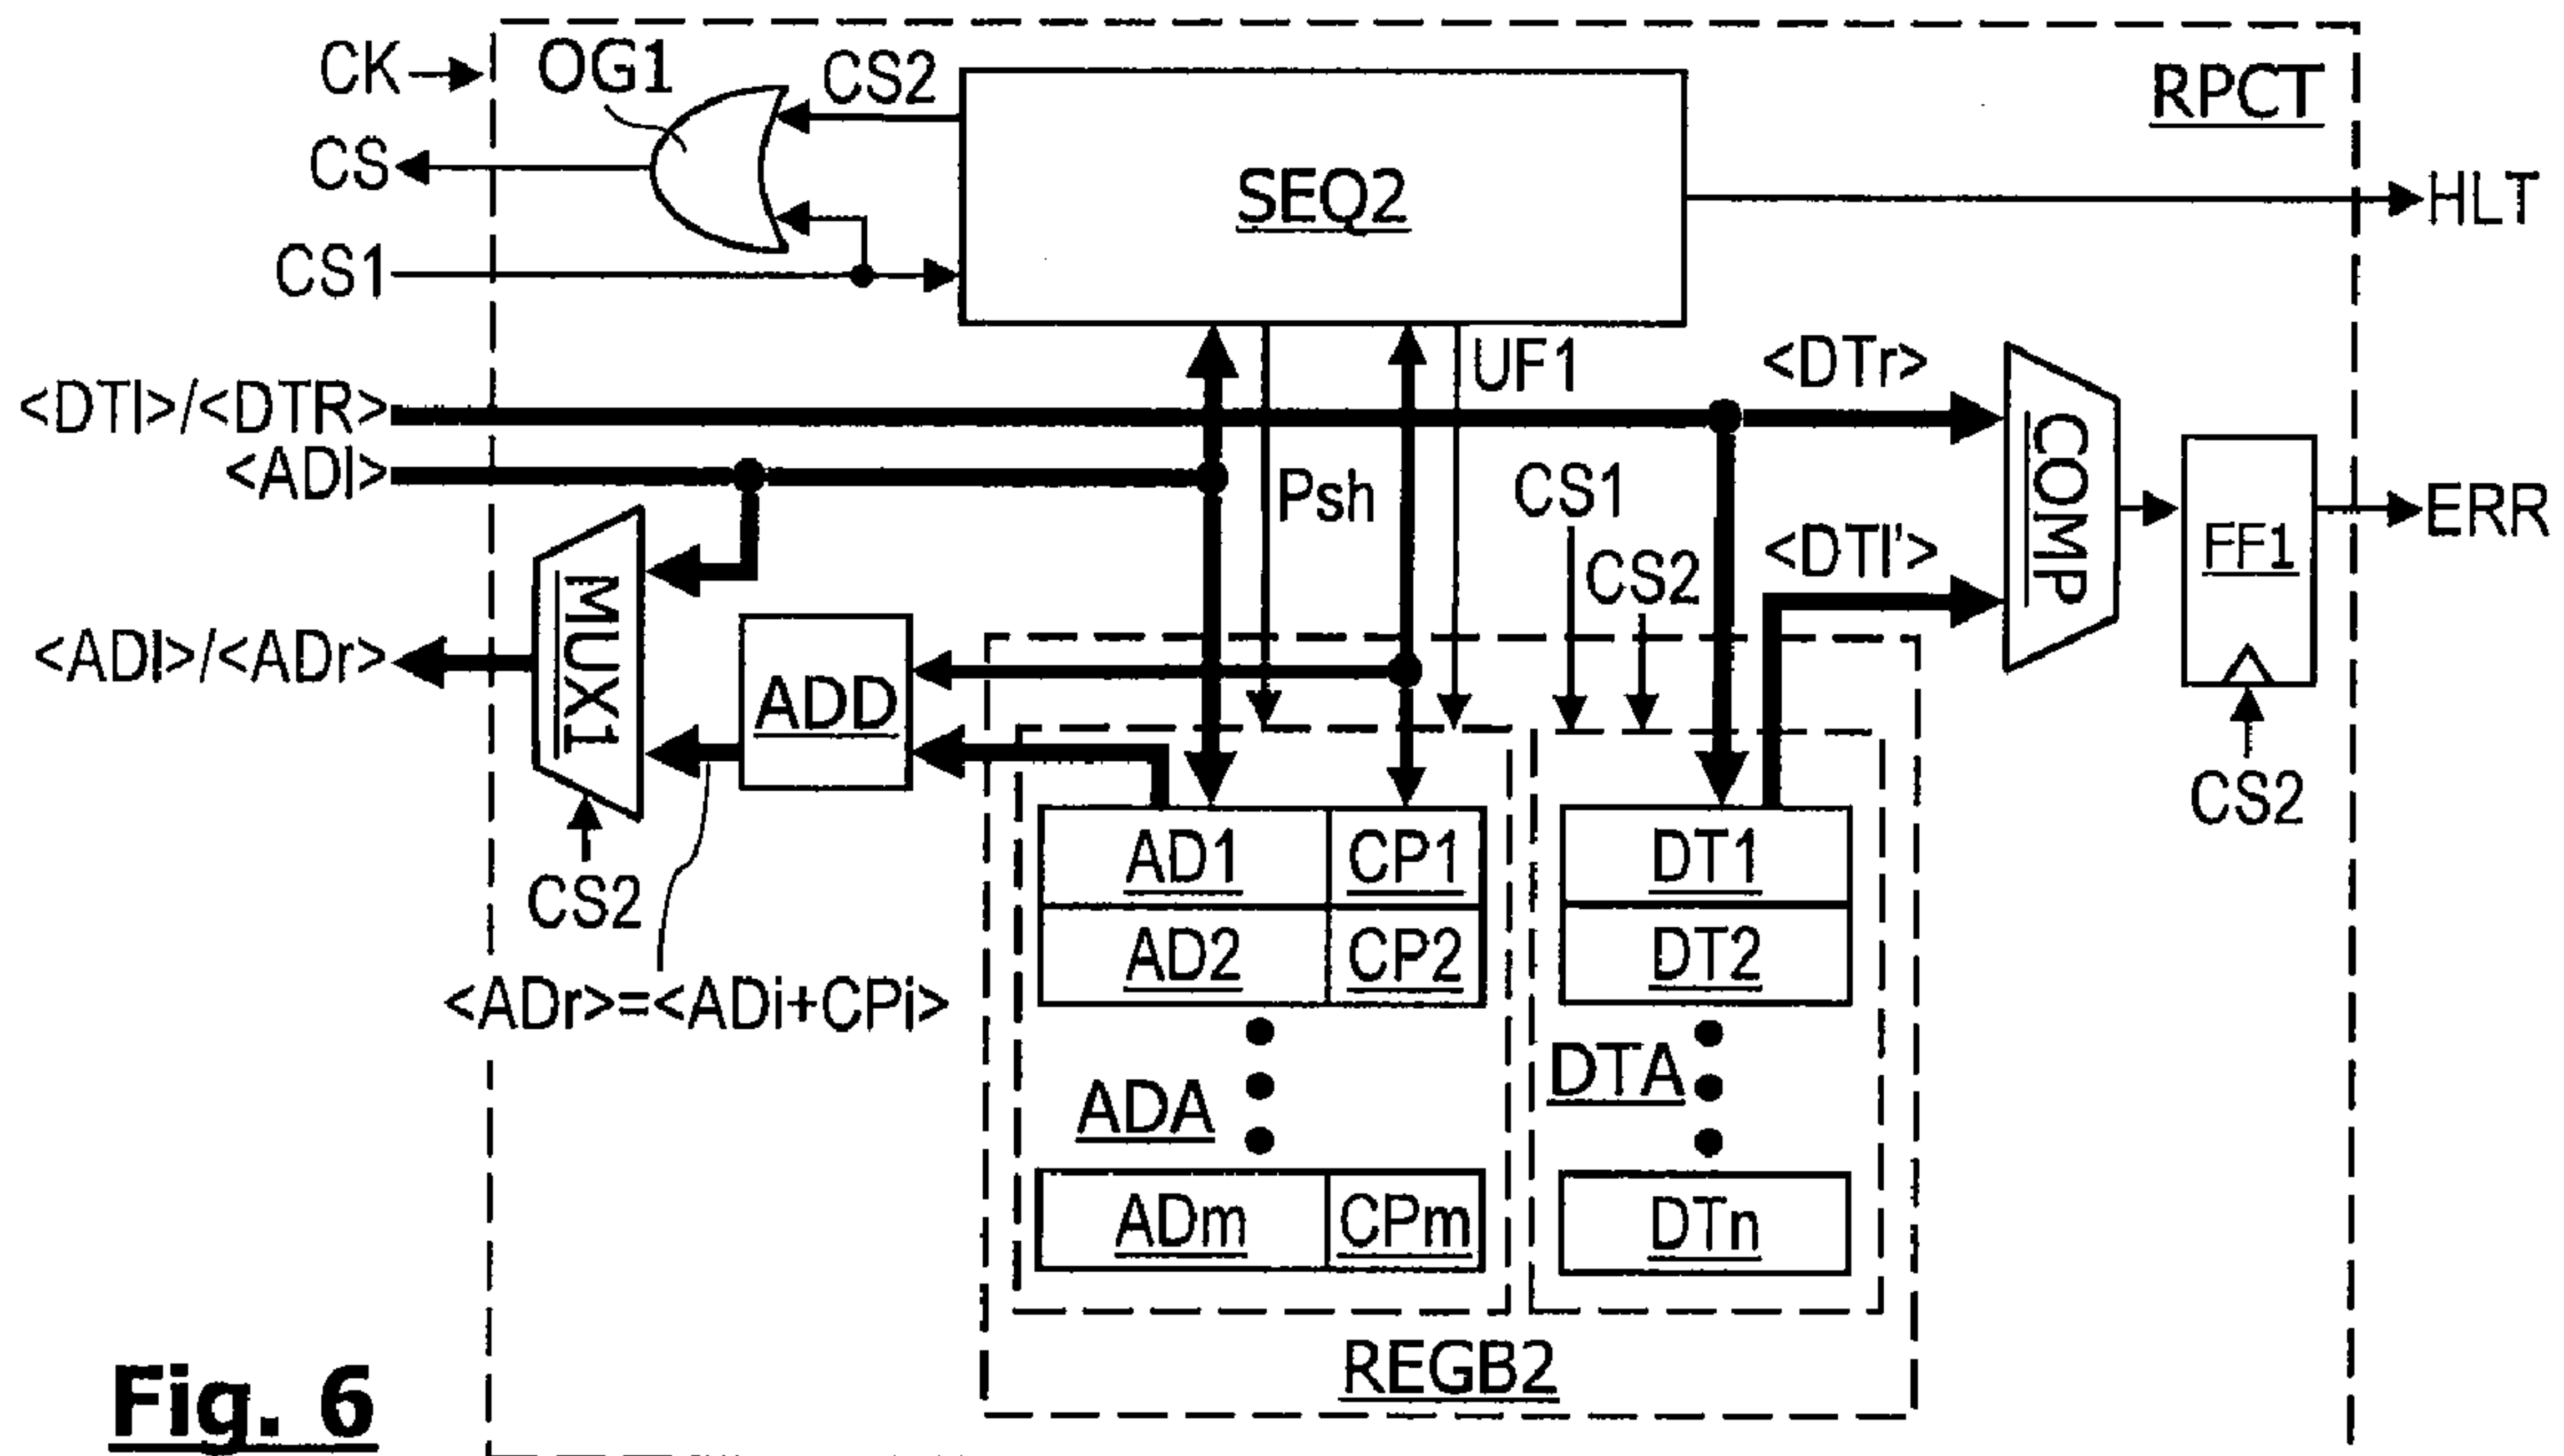 CK
OG1
CS2
RPCT
CS
SEQ2
HLT
CS1
UF1
<DTr>
<DTI>/<DTR>
<ADI>
Psh
CS1
COMP
FF1
ERR
<DTI'>
CS2
MUX1
<ADI>/<ADr>
ADD
CS2
CS2
AD1
CP1
DT1
AD2
CP2
DT2
<ADr>=<ADi+CPi>
ADA
DTA
ADm
CPm
DTn
REGB2
Fig. 6